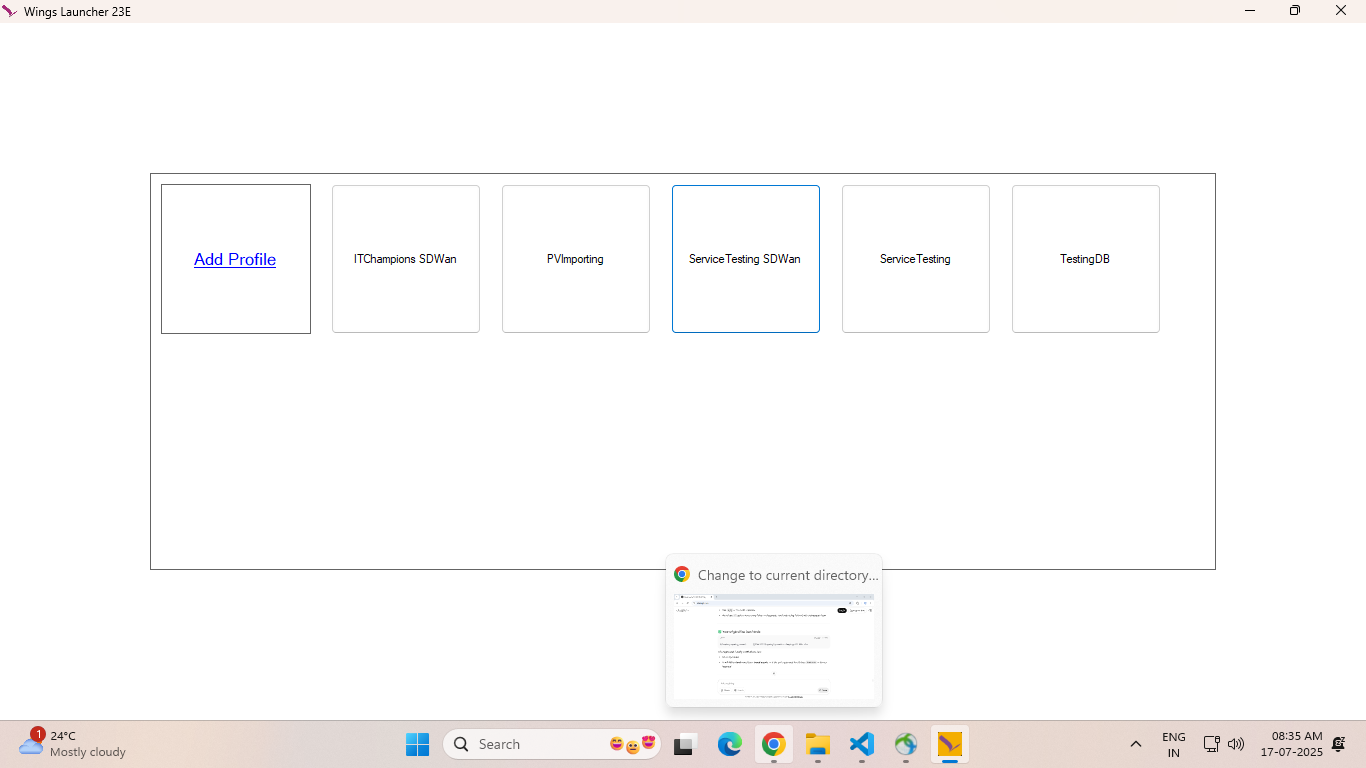 Wings Launcher 23E
Add Profile
ITChampions SDWan
PVImporting
ServiceTesting SDWan
ServiceTesting
TestingDB
Change to current directory...
1
24°C
Mostly cloudy
Search
ENG
IN
08:35 AM
17-07-2025